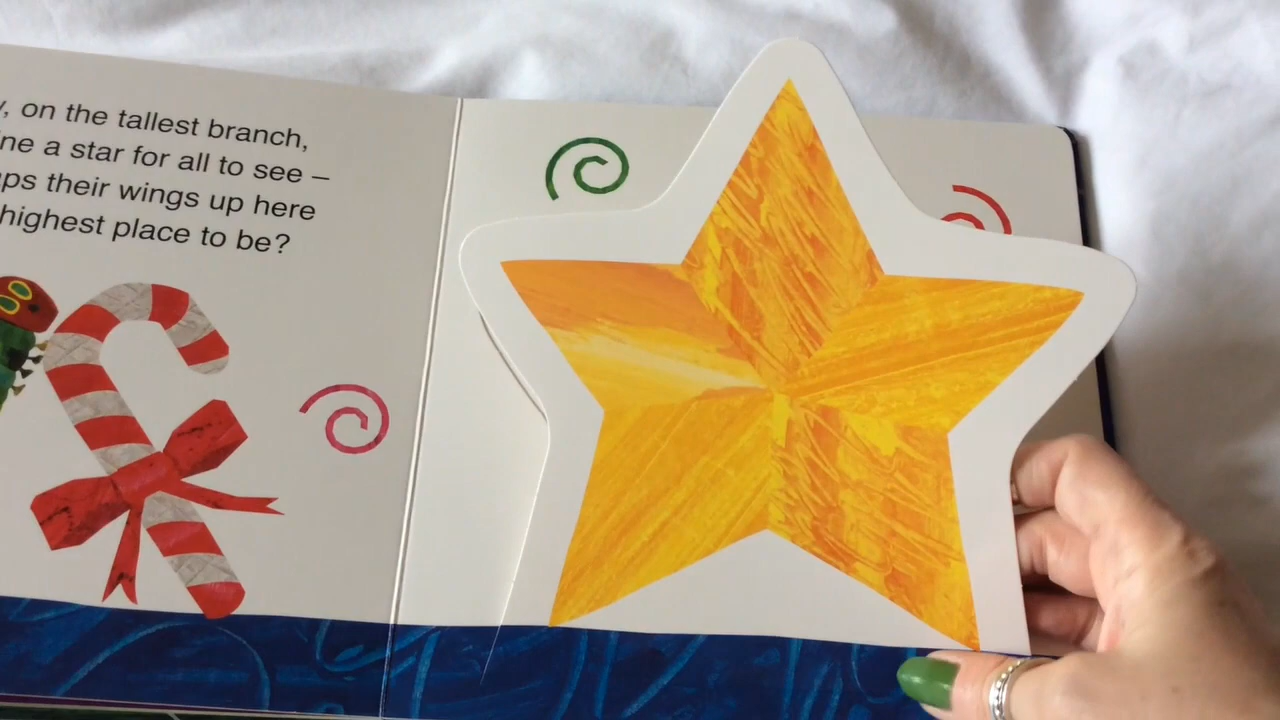 , on the tallest branch,
ne a star for all to see –
ps their wings up here
highest place to be?